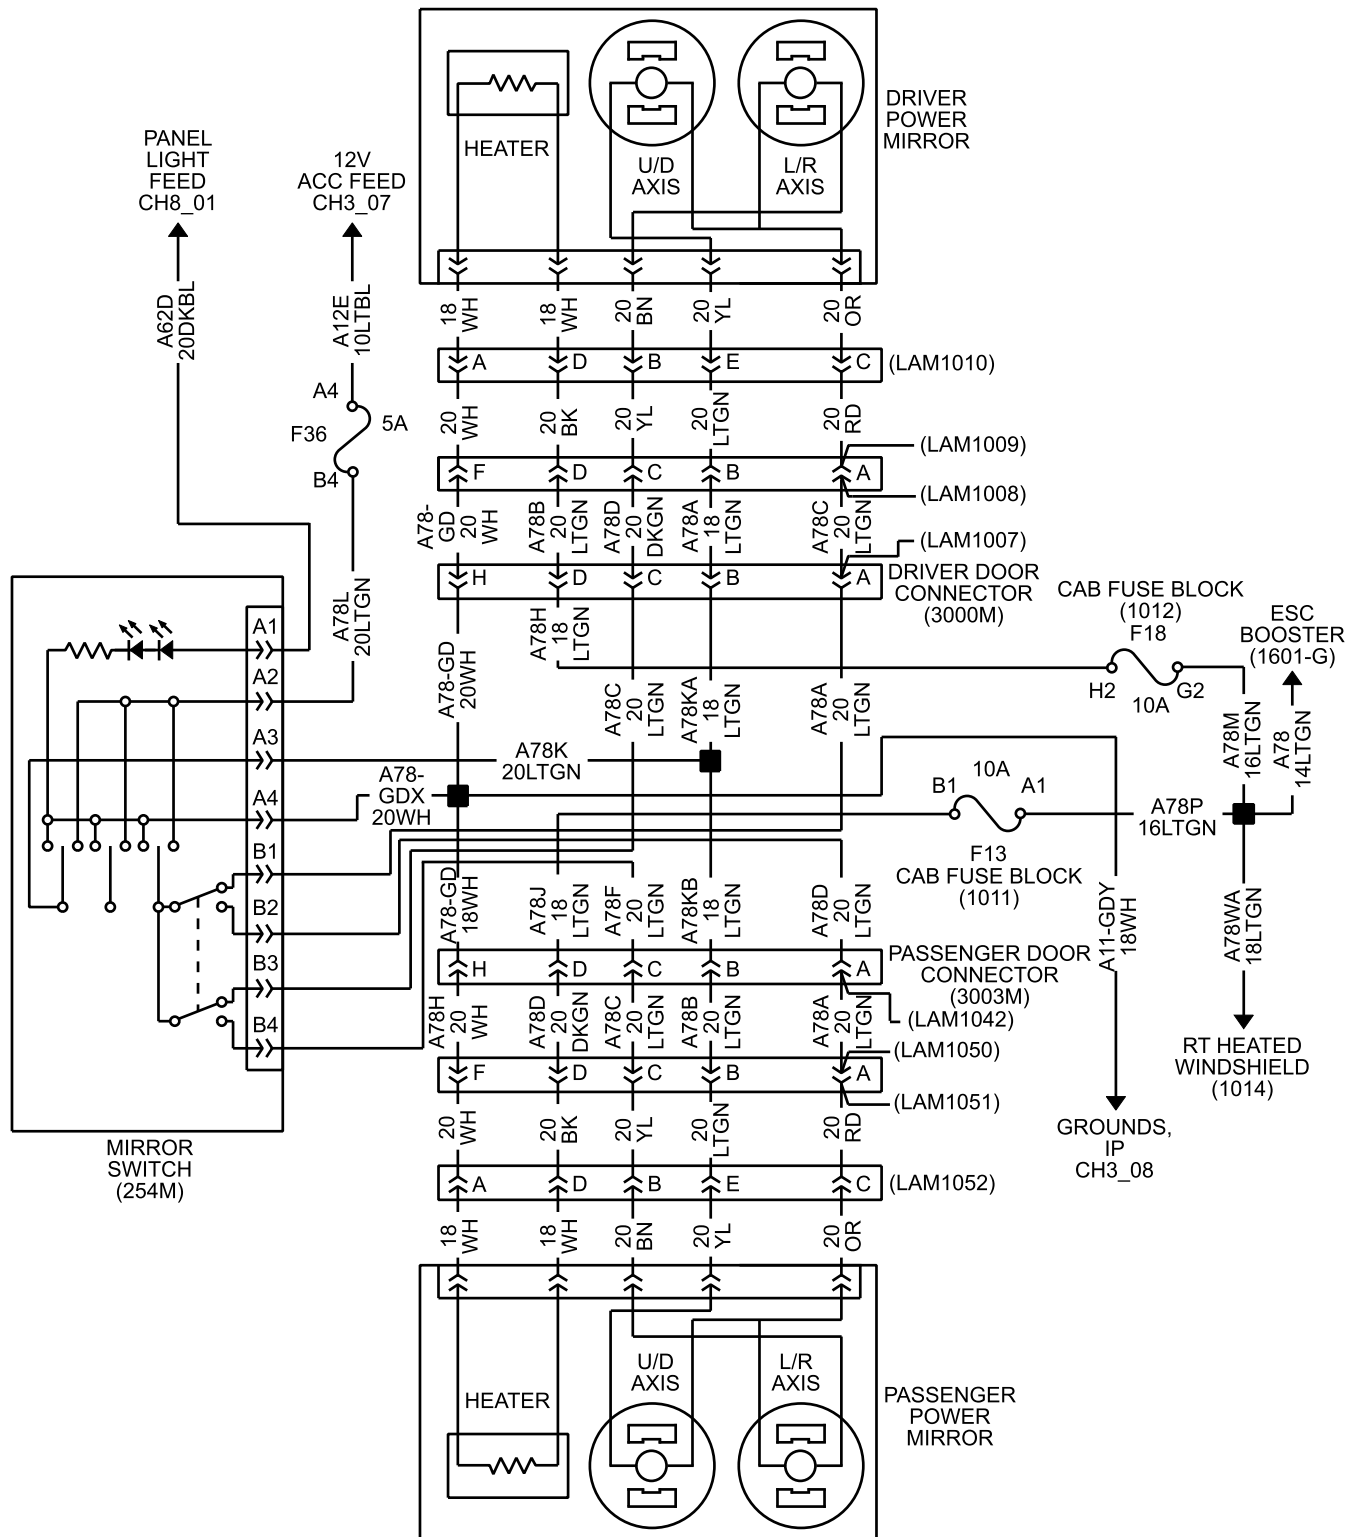 DRIVER
POWER
MIRROR
HEATER
U/D
AXIS
L/R
AXIS
PANEL
LIGHT
FEED
CH8_01
12V
ACC FEED
CH3_07
A62D
20DKBL
A12E
10LTBL
18
WH
18
WH
20
BN
20
YL
20
OR
A
D
B
E
C
(LAM1010)
A4
F36
5A
B4
20
WH
20
BK
20
YL
20
LTGN
20
RD
(LAM1009)
F
D
C
B
A
(LAM1008)
A78-
GD
20
WH
A78B
20
LTGN
A78D
20
DKGN
A78A
18
LTGN
A78C
20
LTGN
(LAM1007)
H
D
C
B
A
DRIVER DOOR
CONNECTOR
(3000M)
A78L
20LTGN
A78H
18
LTGN
CAB FUSE BLOCK
(1012)
F18
H2
10A
G2
ESC
BOOSTER
(1601-G)
A78-GD
20WH
A78C
20
LTGN
A78KA
18
LTGN
A78A
20
LTGN
A78M
16LTGN
A78
14LTGN
A1
A2
A3
A4
B1
B2
B3
B4
A78K
20LTGN
A78-
GDX
20WH
B1
10A
A1
F13
CAB FUSE BLOCK
(1011)
A78P
16LTGN
A78-GD
18WH
A78J
18
LTGN
A78F
20
LTGN
A78KB
18
LTGN
A78D
20
LTGN
A11-GDY
18WH
A78WA
18LTGN
H
D
C
B
A
PASSENGER DOOR
CONNECTOR
(3003M)
(LAM1042)
A78H
20
WH
A78D
20
DKGN
A78C
20
LTGN
A78B
20
LTGN
A78A
20
LTGN
(LAM1050)
F
D
C
B
A
(LAM1051)
RT HEATED
WINDSHIELD
(1014)
20
WH
20
BK
20
YL
20
LTGN
20
RD
GROUNDS,
IP
CH3_08
MIRROR
SWITCH
(254M)
A
D
B
E
C
(LAM1052)
18
WH
18
WH
20
BN
20
YL
20
OR
U/D
AXIS
L/R
AXIS
HEATER
PASSENGER
POWER
MIRROR